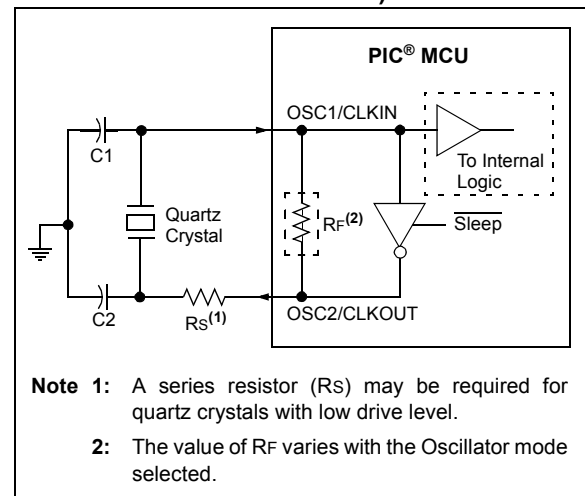 PIC® MCU
OSC1/CLKIN
C1
To Internal
Logic
Quartz
Crystal
RF(2)
Sleep
C2
RS(1)
OSC2/CLKOUT
Note 1: A series resistor (RS) may be required for
quartz crystals with low drive level.
2: The value of RF varies with the Oscillator mode
selected.